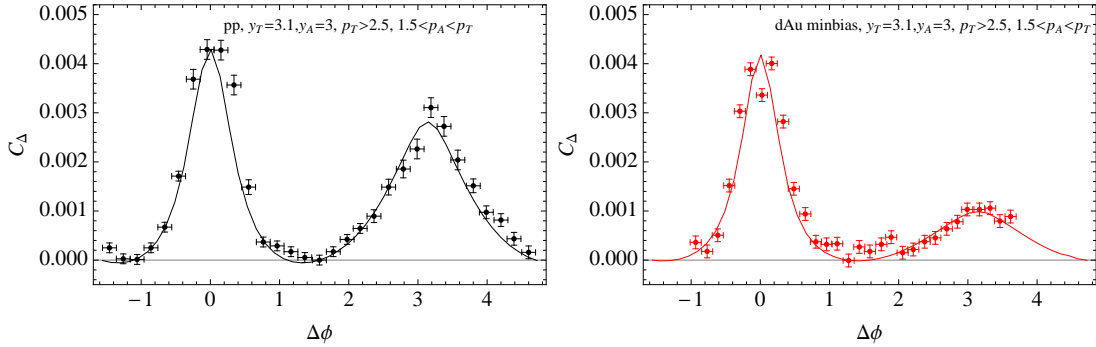 pp, y_T=3.1,y_A=3, p_T>2.5, 1.5<p_A<p_T
0.005
0.004
0.003
0.002
0.001
0.000
C_Δ
−1 0 1 2 3 4
Δϕ
dAu minbias, y_T=3.1,y_A=3, p_T>2.5, 1.5<p_A<p_T
0.005
0.004
0.003
0.002
0.001
0.000
C_Δ
−1 0 1 2 3 4
Δϕ